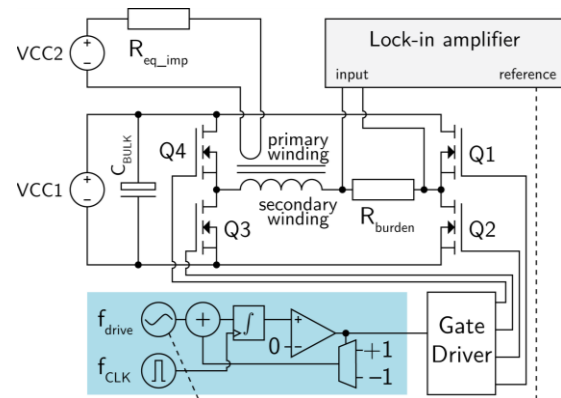 Lock-in amplifier
input
reference
VCC2
R_eq_imp
VCC1
C_BULK
Q4
Q1
primary
winding
secondary
winding
R_burden
Q3
Q2
f_drive
+
∫
+
0
−
+1
−1
f_CLK
Gate
Driver
+
−
+
−